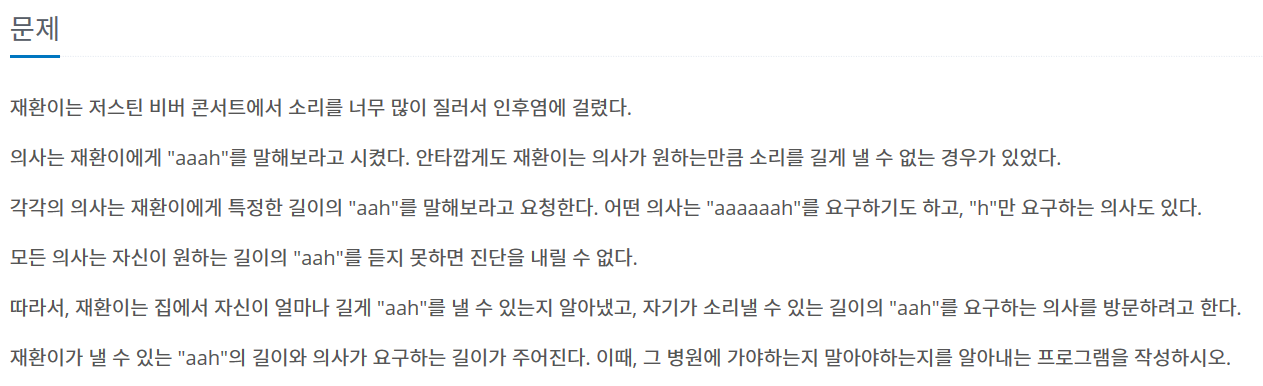 문제
재환이는 저스틴 비버 콘서트에서 소리를 너무 많이 질러서 인후염에 걸렸다.
의사는 재환이에게 "aaah"를 말해보라고 시켰다. 안타깝게도 재환이는 의사가 원하는만큼 소리를 길게 낼 수 없는 경우가 있었다.
각각의 의사는 재환이에게 특정한 길이의 "aah"를 말해보라고 요청한다. 어떤 의사는 "aaaaaah"를 요구하기도 하고, "h"만 요구하는 의사도 있다.
모든 의사는 자신이 원하는 길이의 "aah"를 듣지 못하면 진단을 내릴 수 없다.
따라서, 재환이는 집에서 자신이 얼마나 길게 "aah"를 낼 수 있는지 알아냈고, 자기가 소리낼 수 있는 길이의 "aah"를 요구하는 의사를 방문하려고 한다.
재환이가 낼 수 있는 "aah"의 길이와 의사가 요구하는 길이가 주어진다. 이때, 그 병원에 가야하는지 말아야하는지를 알아내는 프로그램을 작성하시오.